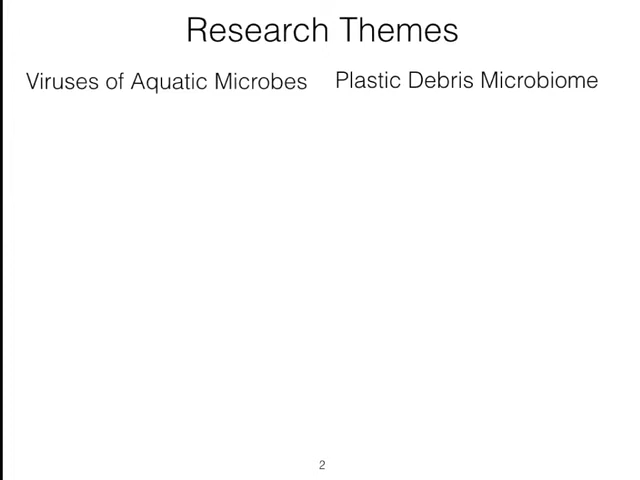 Research Themes
Viruses of Aquatic Microbes
Plastic Debris Microbiome
2